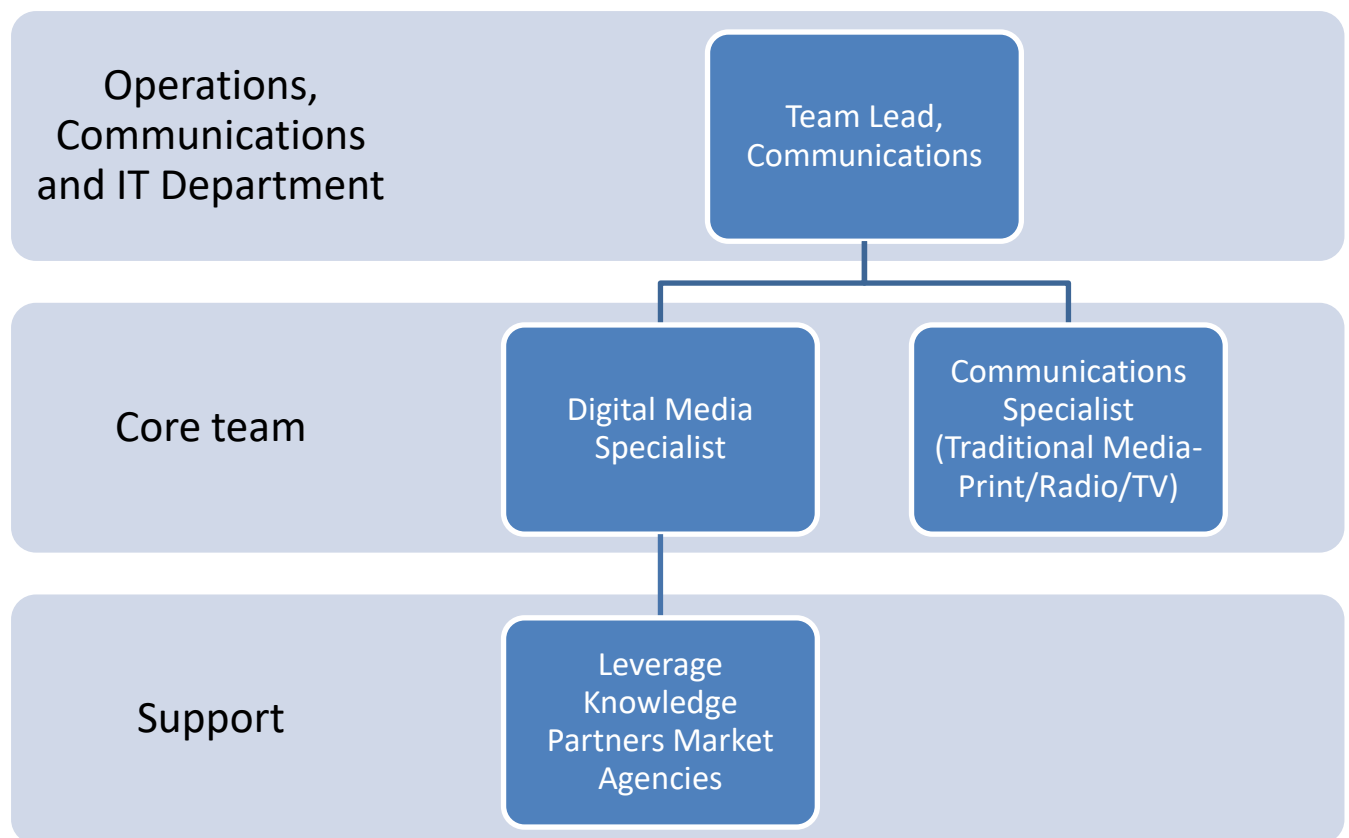 Operations,
Communications
and IT Department
Team Lead,
Communications
Core team
Digital Media
Specialist
Communications
Specialist
(Traditional Media-
Print/Radio/TV)
Support
Leverage
Knowledge
Partners Market
Agencies